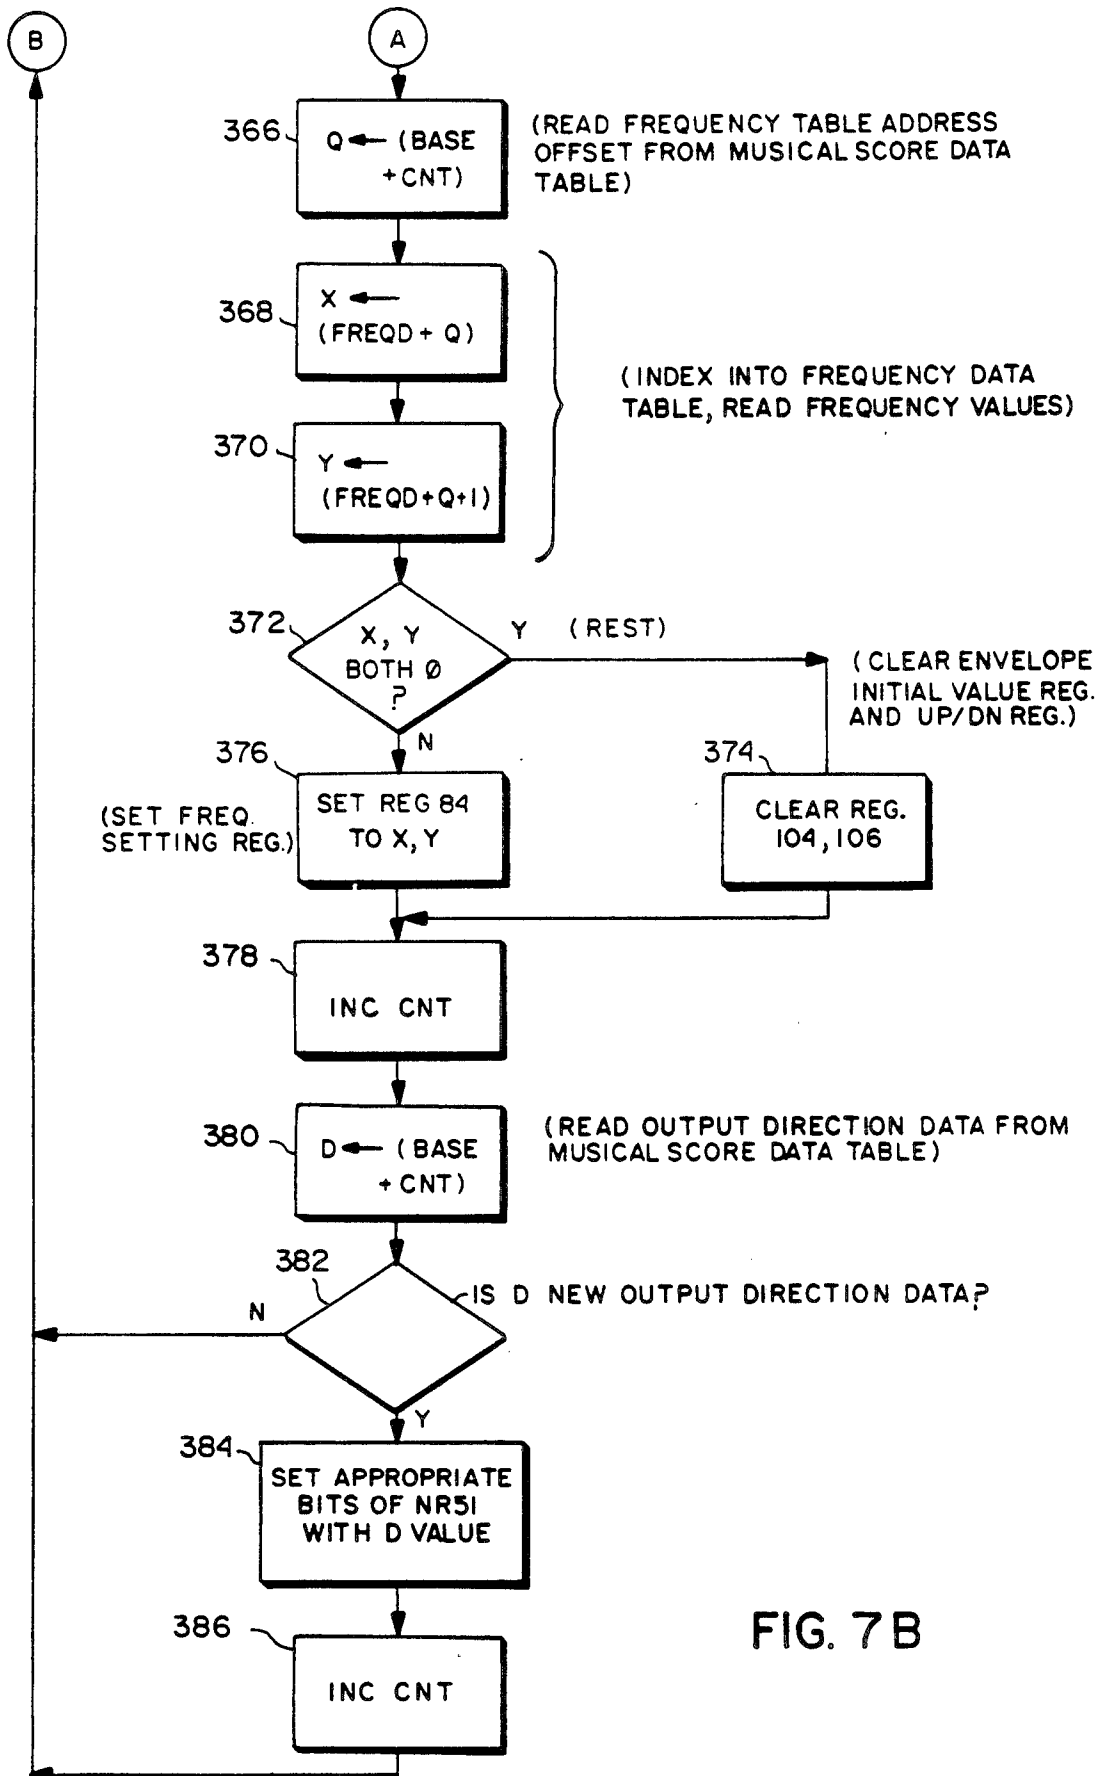 B
A
366
Q ← (BASE
+CNT)
(READ FREQUENCY TABLE ADDRESS
OFFSET FROM MUSICAL SCORE DATA
TABLE)
368
X ←
(FREQD + Q)
370
Y ←
(FREQD+Q+1)
(INDEX INTO FREQUENCY DATA
TABLE, READ FREQUENCY VALUES)
372
X, Y
BOTH Ø
?
Y (REST)
N
(CLEAR ENVELOPE
INITIAL VALUE REG.
AND UP/DN REG.)
374
CLEAR REG.
104, 106
376
SET REG 84
TO X, Y
(SET FREQ.
SETTING REG.)
378
INC CNT
380
D ← (BASE
+ CNT)
(READ OUTPUT DIRECTION DATA FROM
MUSICAL SCORE DATA TABLE)
382
IS D NEW OUTPUT DIRECTION DATA?
N
Y
384
SET APPROPRIATE
BITS OF NR51
WITH D VALUE
386
INC CNT
FIG. 7B